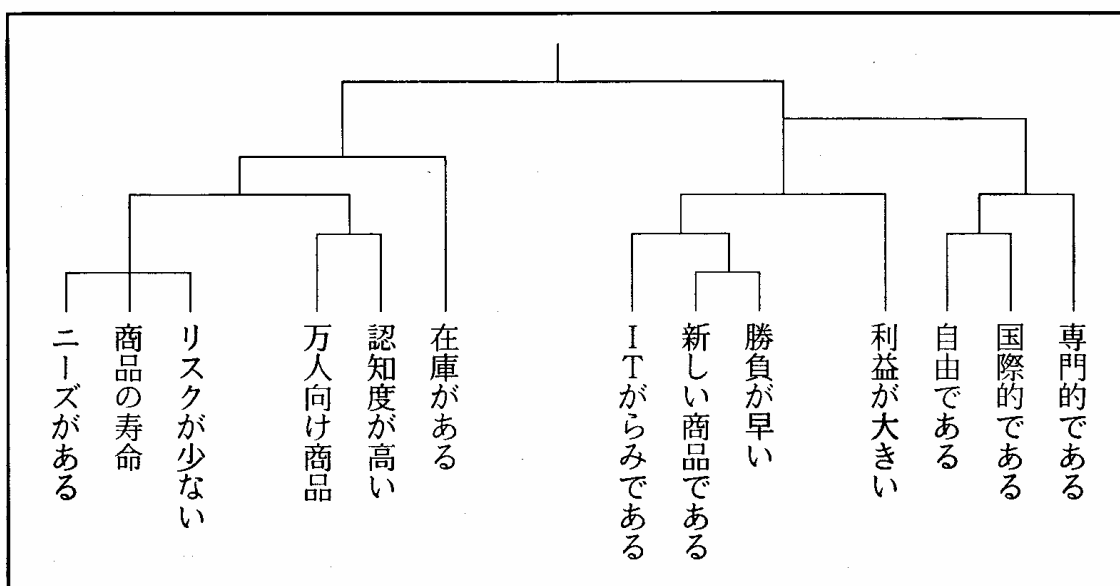 ニーズがある
商品の寿命
リスクが少ない
万人向け商品
認知度が高い
在庫がある
ITがらみである
新しい商品である
勝負が早い
利益が大きい
自由である
国際的である
専門的である